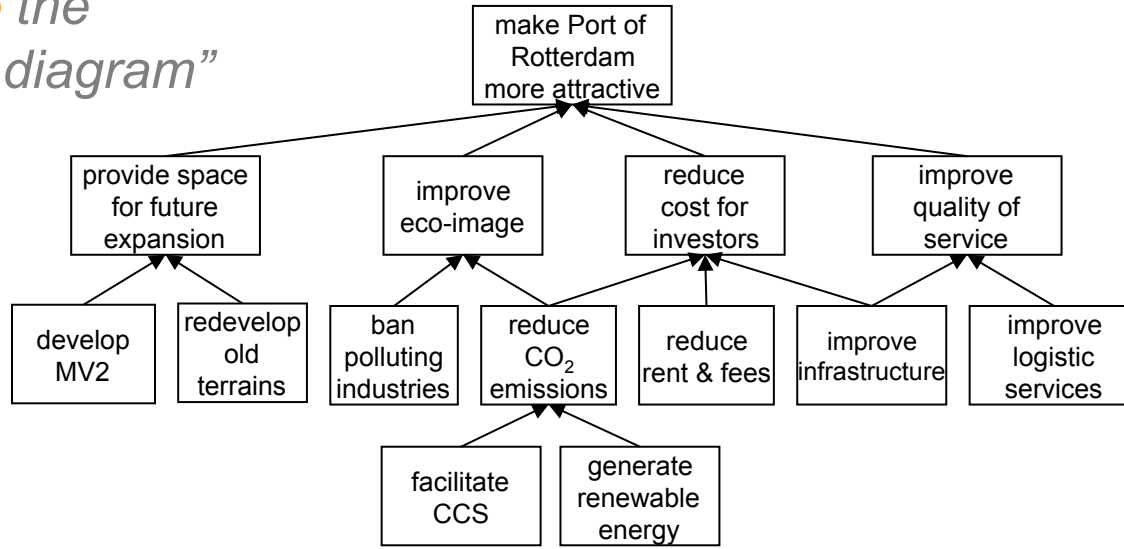 the
diagram”
make Port of
Rotterdam
more attractive
provide space
for future
expansion
improve
eco-image
reduce
cost for
investors
improve
quality of
service
develop
MV2
redevelop
old
terrains
ban
polluting
industries
reduce
CO₂
emissions
reduce
rent & fees
improve
infrastructure
improve
logistic
services
facilitate
CCS
generate
renewable
energy